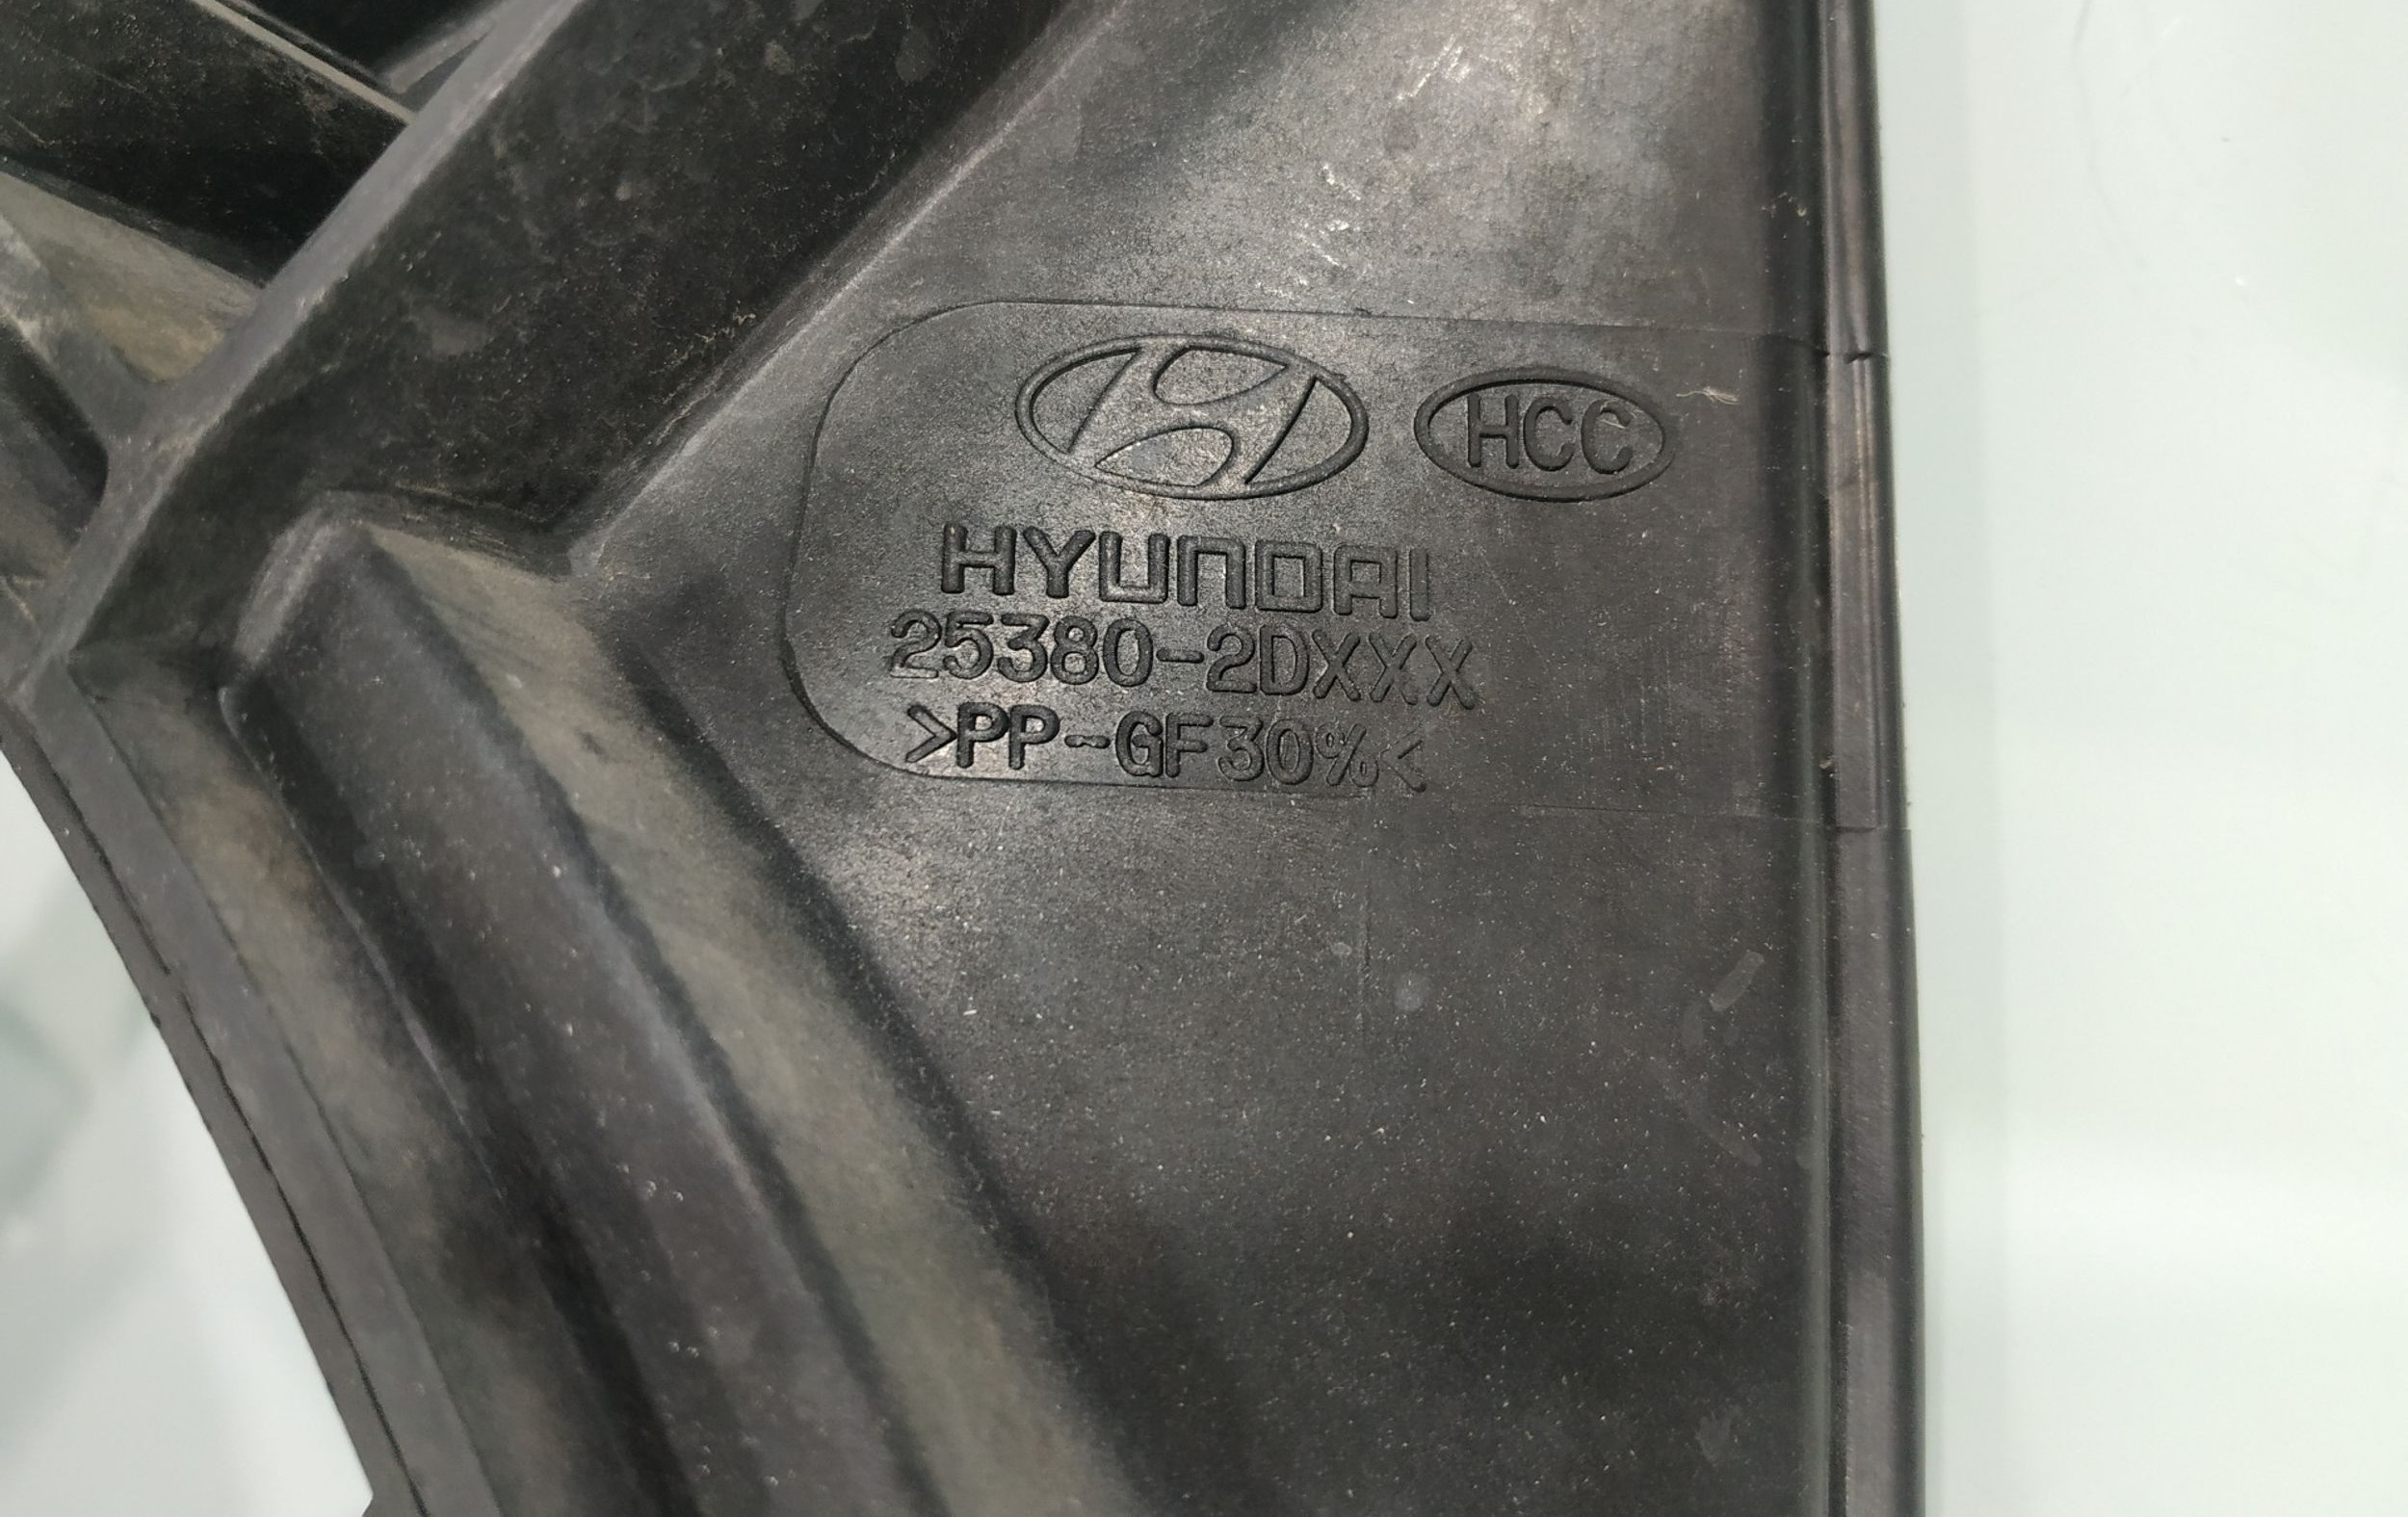 HCC
HYUNDAI
25380-2DXXX
>PP-GF30%<